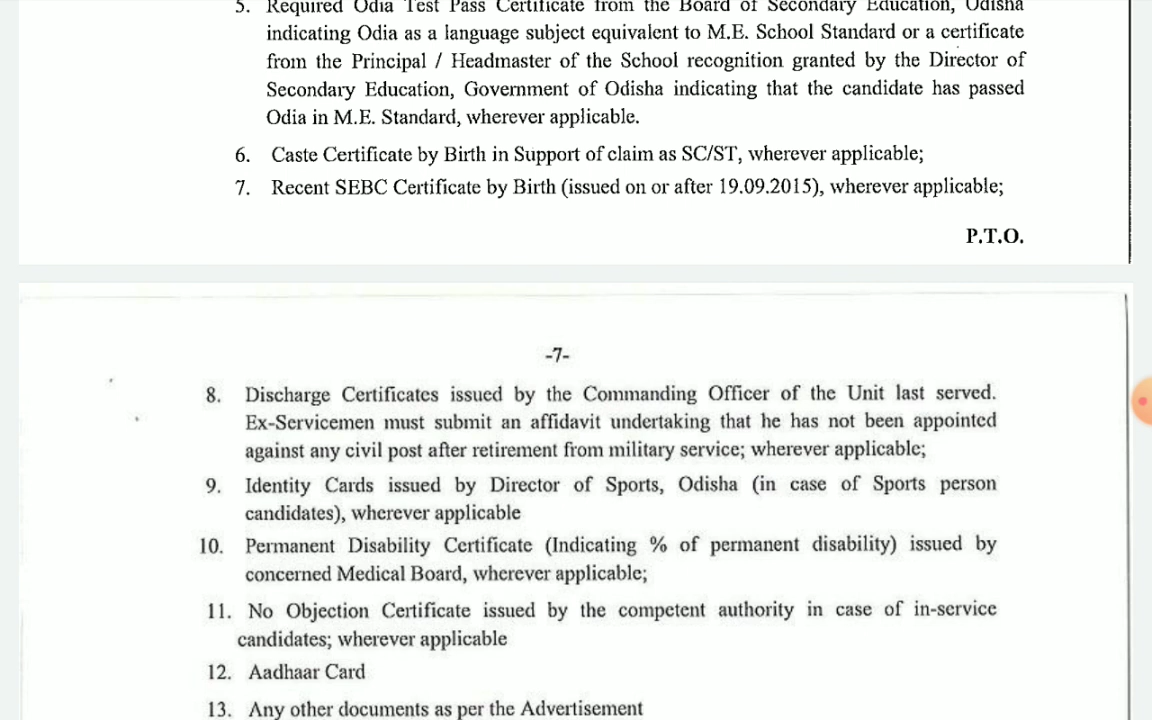 5. Required Odia Test Pass Certificate from the Board of Secondary Education, Odisha
indicating Odia as a language subject equivalent to M.E. School Standard or a certificate
from the Principal / Headmaster of the School recognition granted by the Director of
Secondary Education, Government of Odisha indicating that the candidate has passed
Odia in M.E. Standard, wherever applicable.
6. Caste Certificate by Birth in Support of claim as SC/ST, wherever applicable;
7. Recent SEBC Certificate by Birth (issued on or after 19.09.2015), wherever applicable;
P.T.O.
-7-
8. Discharge Certificates issued by the Commanding Officer of the Unit last served.
Ex-Servicemen must submit an affidavit undertaking that he has not been appointed
against any civil post after retirement from military service; wherever applicable;
9. Identity Cards issued by Director of Sports, Odisha (in case of Sports person
candidates), wherever applicable
10. Permanent Disability Certificate (Indicating % of permanent disability) issued by
concerned Medical Board, wherever applicable;
11. No Objection Certificate issued by the competent authority in case of in-service
candidates; wherever applicable
12. Aadhaar Card
13. Any other documents as per the Advertisement